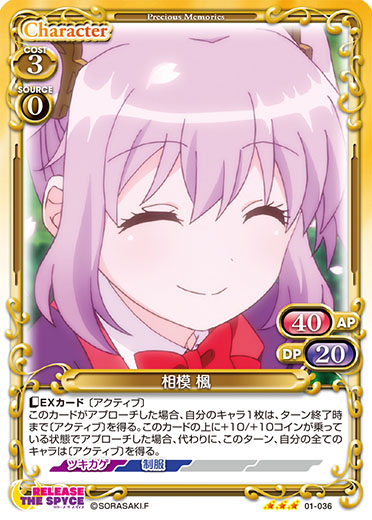 Precious Memories
Character
COST
3
SOURCE
0
40 AP
DP 20
相模 楓
EXカード [アクティブ]
このカードがアプローチした場合、自分のキャラ1枚は、ターン終了時
まで[アクティブ]を得る。このカードの上に+10/+10コインが乗って
いる状態でアプローチした場合、代わりに、このターン、自分の全ての
キャラは[アクティブ]を得る。
ツキカゲ 制服
RELEASE
THE SPYCE
©SORASAKI.F
01-036